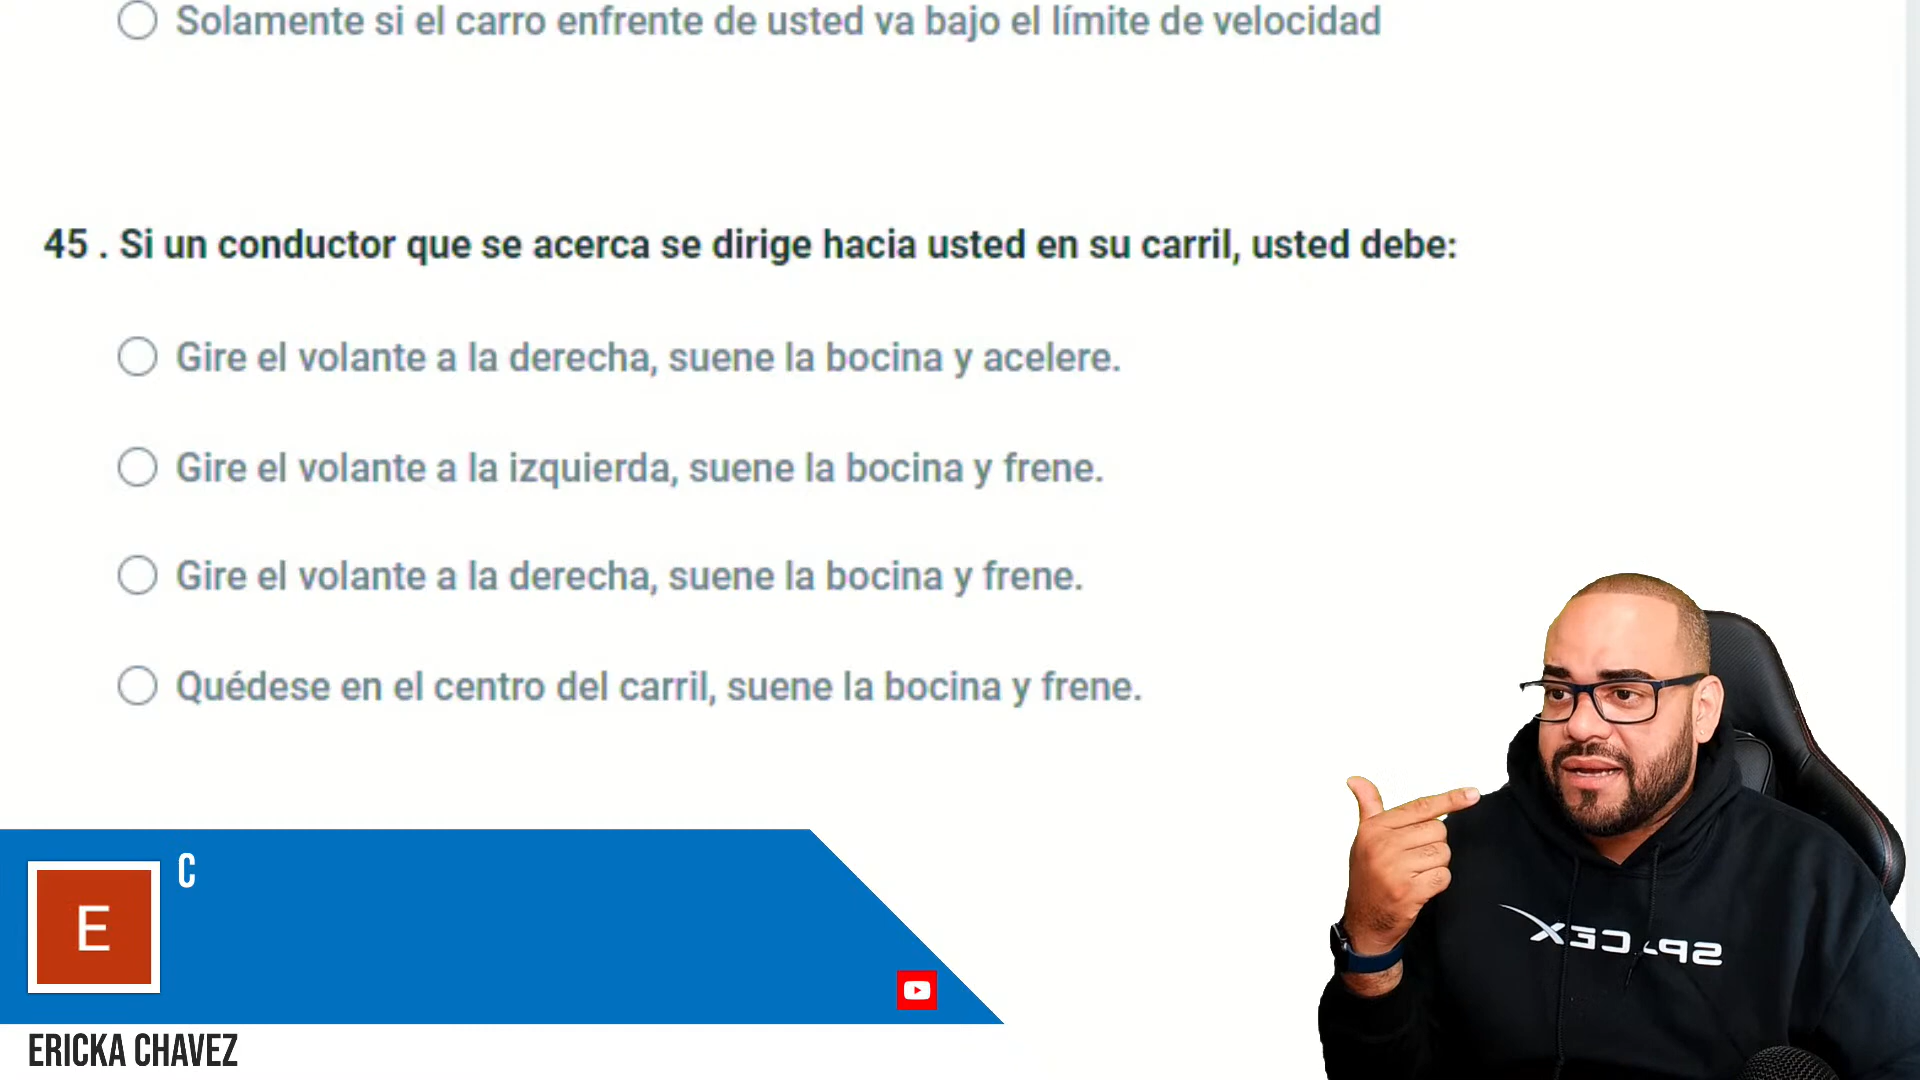 Solamente si el carro enfrente de usted va bajo el límite de velocidad
45 . Si un conductor que se acerca se dirige hacia usted en su carril, usted debe:
Gire el volante a la derecha, suene la bocina y acelere.
Gire el volante a la izquierda, suene la bocina y frene.
Gire el volante a la derecha, suene la bocina y frene.
Quédese en el centro del carril, suene la bocina y frene.
C
E
ERICKA CHAVEZ
SPACEX